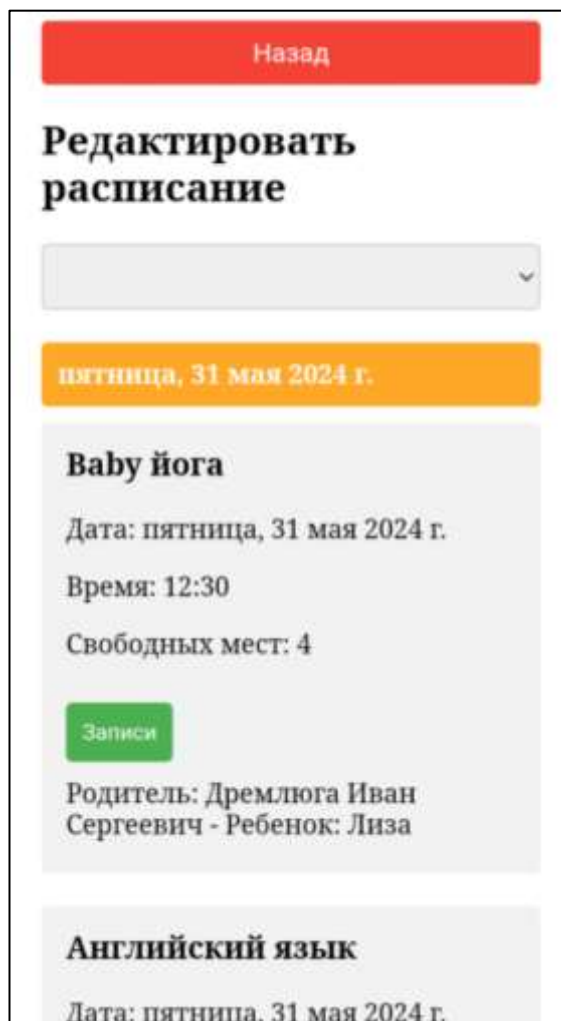 Назад
Редактировать
расписание
пятница, 31 мая 2024 г.
Baby йога
Дата: пятница, 31 мая 2024 г.
Время: 12:30
Свободных мест: 4
Записи
Родитель: Дремлюга Иван
Сергеевич - Ребенок: Лиза
Английский язык
Дата: пятница, 31 мая 2024 г.